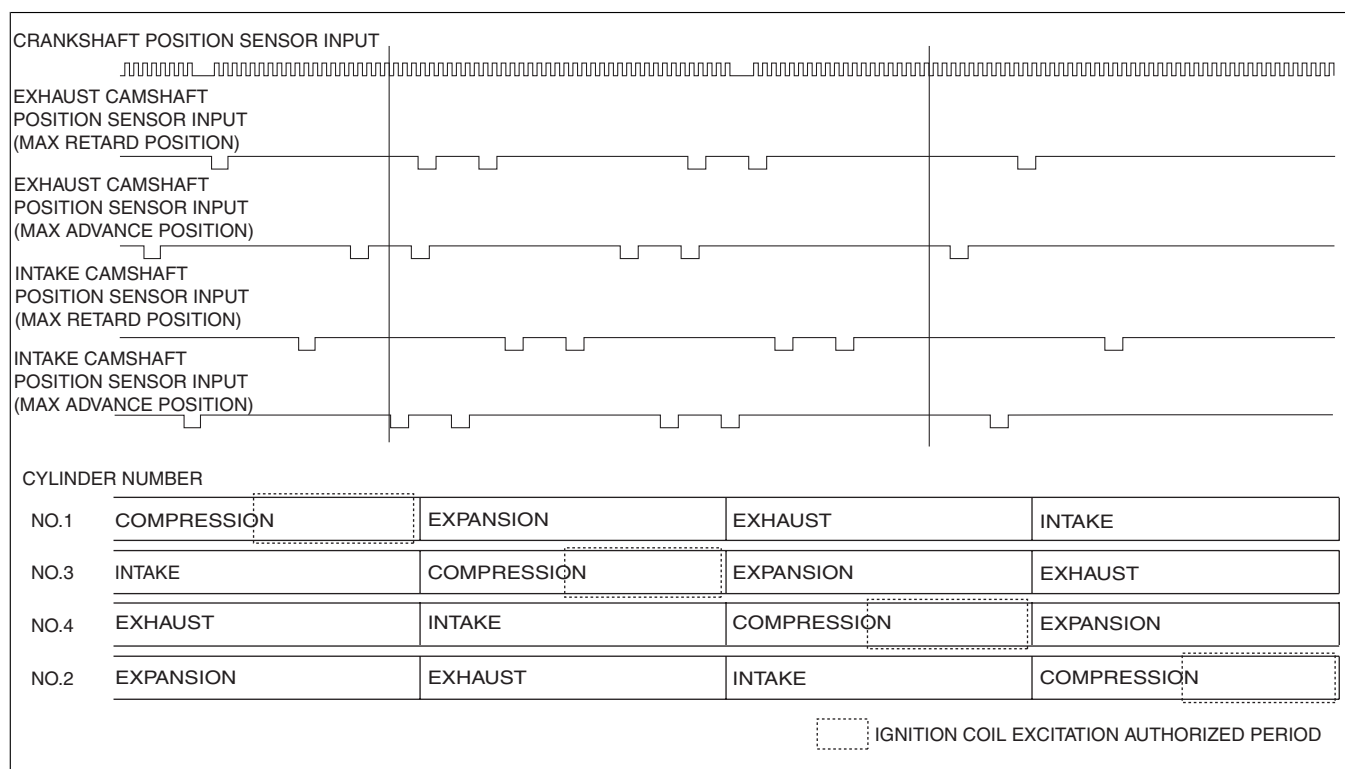 CRANKSHAFT POSITION SENSOR INPUT
EXHAUST CAMSHAFT
POSITION SENSOR INPUT
(MAX RETARD POSITION)
EXHAUST CAMSHAFT
POSITION SENSOR INPUT
(MAX ADVANCE POSITION)
INTAKE CAMSHAFT
POSITION SENSOR INPUT
(MAX RETARD POSITION)
INTAKE CAMSHAFT
POSITION SENSOR INPUT
(MAX ADVANCE POSITION)
CYLINDER NUMBER
NO.1 COMPRESSION EXPANSION EXHAUST INTAKE
NO.3 INTAKE COMPRESSION EXPANSION EXHAUST
NO.4 EXHAUST INTAKE COMPRESSION EXPANSION
NO.2 EXPANSION EXHAUST INTAKE COMPRESSION
IGNITION COIL EXCITATION AUTHORIZED PERIOD